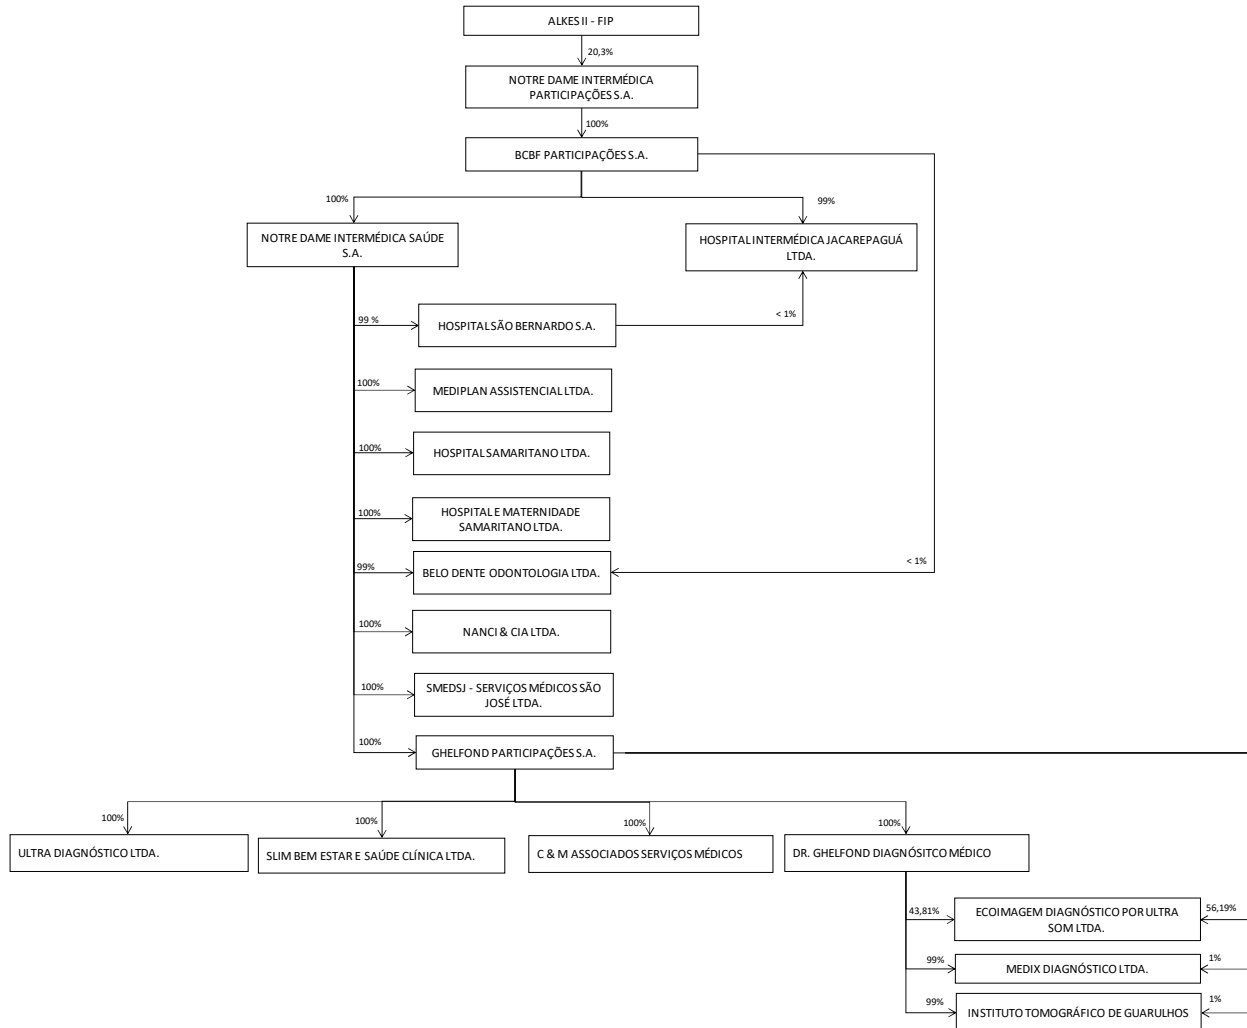 ALKES II - FIP
20,3%
NOTRE DAME INTERMÉDICA
PARTICIPAÇÕES S.A.
100%
BCBF PARTICIPAÇÕES S.A.
100%
99%
NOTRE DAME INTERMÉDICA SAÚDE
S.A.
HOSPITAL INTERMÉDICA JACAREPAGUÁ
LTDA.
99 %
HOSPITAL SÃO BERNARDO S.A.
< 1%
100%
MEDIPLAN ASSISTENCIAL LTDA.
100%
HOSPITAL SAMARITANO LTDA.
100%
HOSPITAL E MATERNIDADE
SAMARITANO LTDA.
99%
BELO DENTE ODONTOLOGIA LTDA.
< 1%
100%
NANCI & CIA LTDA.
100%
SMEDSJ - SERVIÇOS MÉDICOS SÃO
JOSÉ LTDA.
100%
GHELFOND PARTICIPAÇÕES S.A.
100%
100%
100%
100%
ULTRA DIAGNÓSTICO LTDA.
SLIM BEM ESTAR E SAÚDE CLÍNICA LTDA.
C & M ASSOCIADOS SERVIÇOS MÉDICOS
DR. GHELFOND DIAGNÓSITCO MÉDICO
43,81%
ECOIMAGEM DIAGNÓSTICO POR ULTRA
SOM LTDA.
56,19%
99%
MEDIX DIAGNÓSTICO LTDA.
1%
99%
INSTITUTO TOMOGRÁFICO DE GUARULHOS
1%